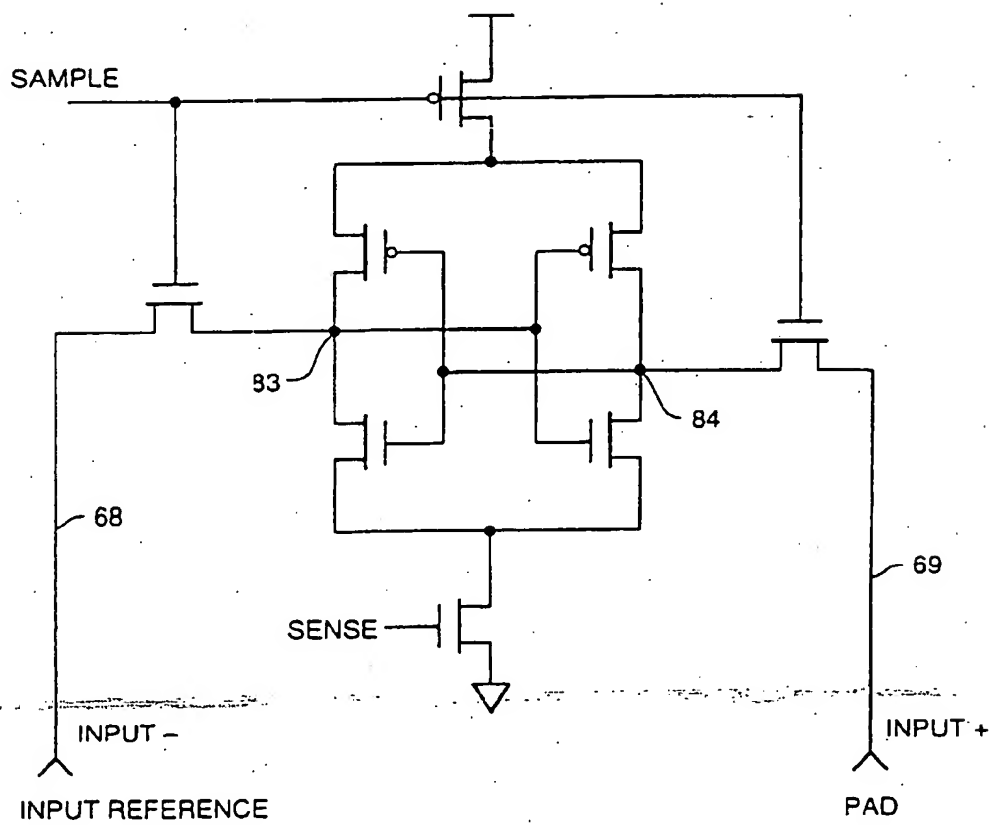 SAMPLE
83
84
68
69
SENSE
INPUT –
INPUT +
INPUT REFERENCE
PAD